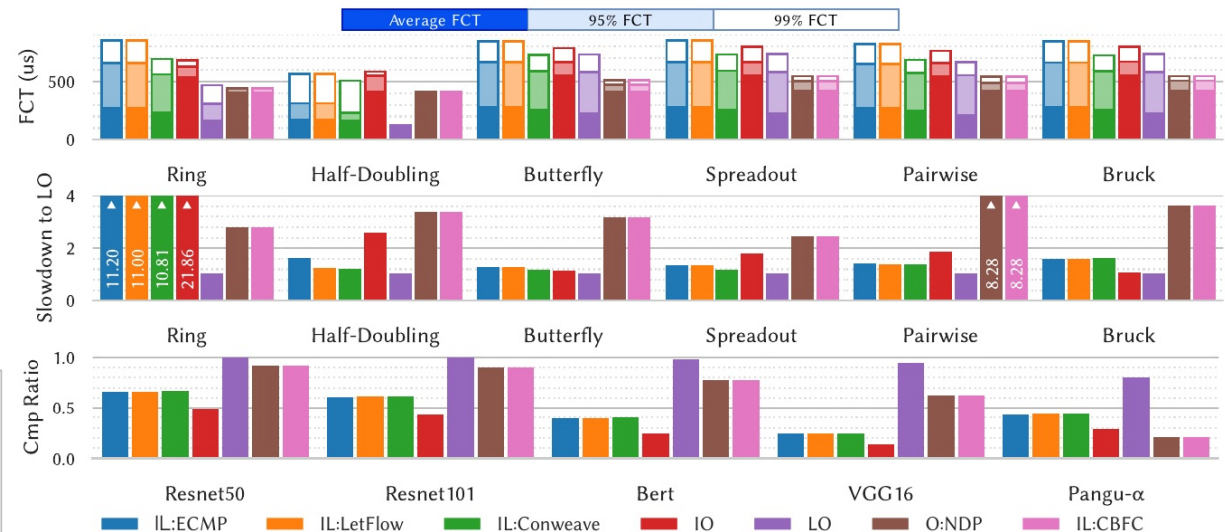 Average FCT 95% FCT 99% FCT
FCT (us)
500
0
Ring Half-Doubling Butterfly Spreadout Pairwise Bruck
Slowdown to LO
4
2
0
11.20 11.00 10.81 21.86 8.28 8.28
Ring Half-Doubling Butterfly Spreadout Pairwise Bruck
Cmp Ratio
1.0
0.5
0.0
Resnet50 Resnet101 Bert VGG16 Pangu-α
IL:ECMP IL:LetFlow IL:Conweave IO LO O:NDP IL:CBFC